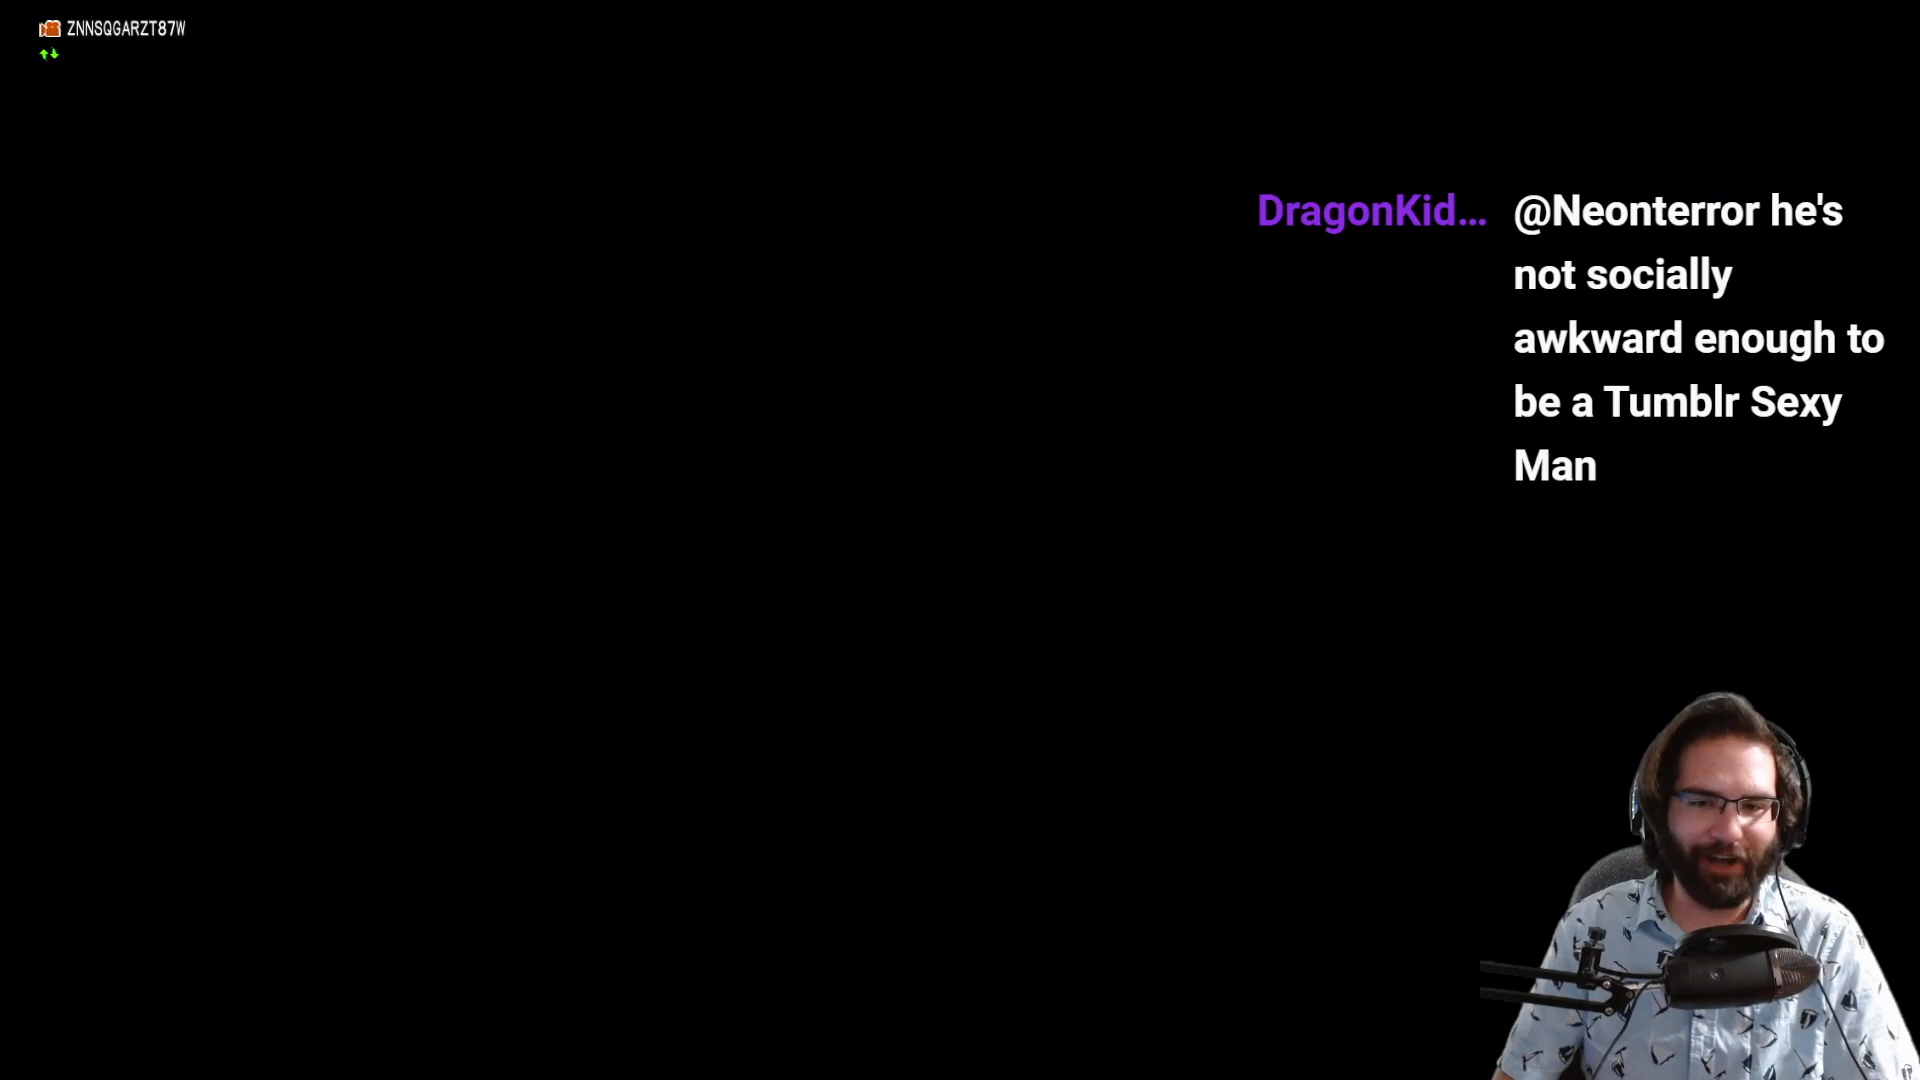 ZNNSQGARZT87W
DragonKid... @Neonterror he's
not socially
awkward enough to
be a Tumblr Sexy
Man